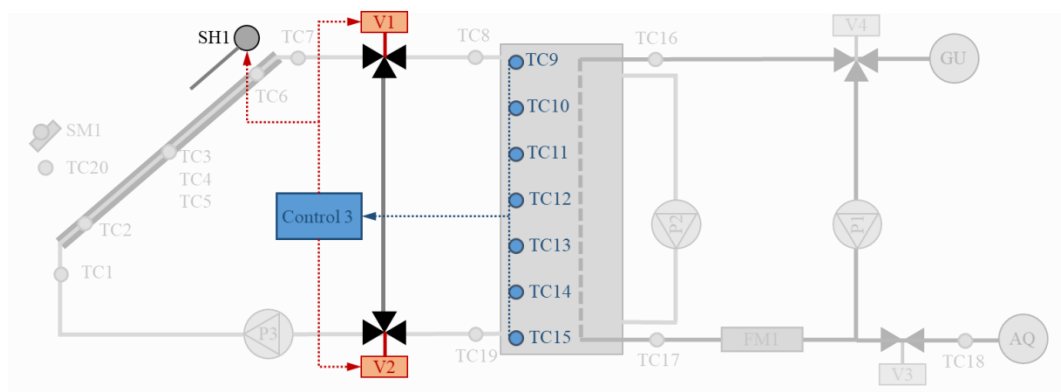 V1
V4
SH1
TC7
TC8
TC9
TC16
GU
TC6
TC10
SM1
TC3
TC11
TC20
TC4
TC5
TC12
Control 3
P2
P1
TC2
TC13
TC1
TC14
P3
TC15
FM1
AQ
TC19
TC17
TC18
V2
V3